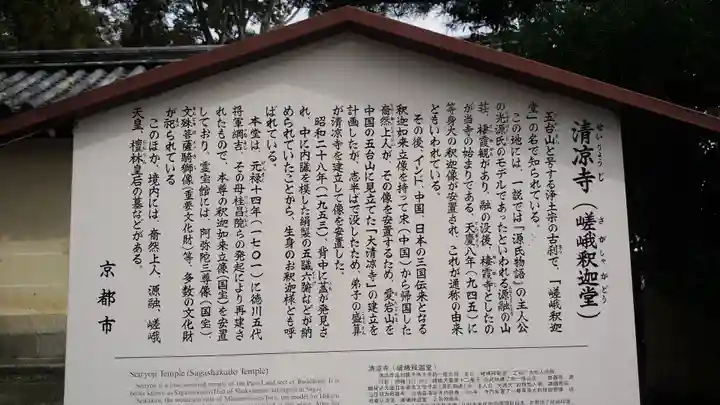 せいりょうじ
清凉寺(嵯峨釈迦堂)
さがしゃかどう
五台山と号する浄土宗の古刹で、「嵯峨釈迦
堂」の名で知られている。
この地には、一説では『源氏物語』の主人公
の光源氏のモデルであったといわれる源融の山
荘、棲霞観があり、融の没後、棲霞寺としたの
が当寺の始まりである。天慶八年(九四五)に
等身大の釈迦像が安置され、これが通称の由来
ともいわれている。
その後、インド、中国、日本の三国伝来とされる
釈迦如来立像を持って宋(中国)から帰国した
奝然上人が、その像を安置するため、愛宕山を
中国の五台山に見立てた「大清凉寺」の建立を
計画したが、志半ばで没したため、弟子の盛算
が清凉寺を建立して像を安置した。
昭和二十八年(一九五三)、背中に蓋が発見さ
れ、中に内臓を模した絹製の五臓六腑などが納
められていたことから、生身のお釈迦様とも呼
ばれている。
本堂は、元禄十四年(一七〇一)に徳川五代
将軍綱吉、その母桂昌院らの発起により再建さ
れたもので、本尊の釈迦如来立像(国宝)を安置
しており、霊宝館には、阿弥陀三尊像(国宝)、
文殊菩薩騎獅像(重要文化財)等、多数の文化財
が祀られている
このほか、境内には、奝然上人、源融、嵯峨
天皇、檀林皇后の墓などがある。
京都市
Seiryoji Temple (Sagashakado Temple)
清涼寺(嵯峨釋迦堂)